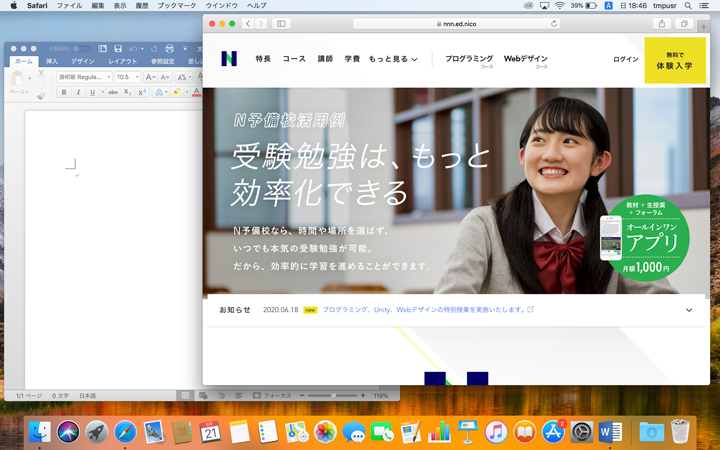 Safari ファイル 編集 表示 履歴 ブックマーク ウインドウ ヘルプ
39% A 日 18:46 tmpusr
nnn.ed.nico
ホーム 挿入 デザイン レイアウト 参考資料
游明朝 Regula... 10.5
ペースト
B I U abc X₂ X²
N 特長 コース 講師 学費 もっと見る
プログラミング
コース
Webデザイン
コース
ログイン
無料で
体験入学
N予備校活用例
受験勉強は、もっと
効率化できる
N予備校なら、時間や場所を選ばず、
いつでも本気の受験勉強が可能。
だから、効率的に学習を進めることができます。
教材 + 生授業
+ フォーラム
オールインワン
アプリ
月額1,000円
お知らせ 2020.06.18 new プログラミング、Unity、Webデザインの特別授業を実施いたします。
1/1 ページ 0 文字 日本語
フォーカス
119%
21
2
W